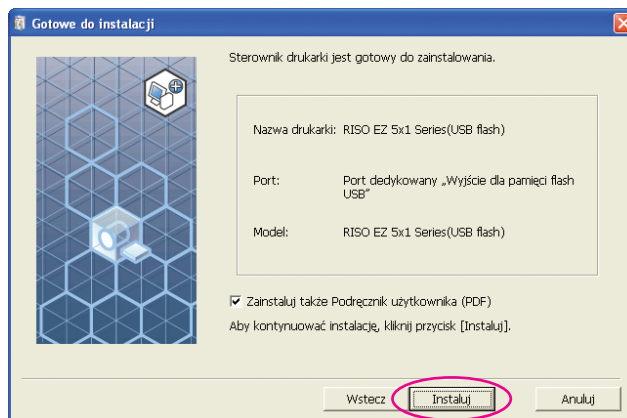 Gotowe do instalacji
Sterownik drukarki jest gotowy do zainstalowania.
Nazwa drukarki: RISO EZ 5x1 Series(USB flash)
Port: Port dedykowany „Wyjście dla pamięci flash
USB”
Model: RISO EZ 5x1 Series(USB flash)
Zainstaluj także Podręcznik użytkownika (PDF)
Aby kontynuować instalację, kliknij przycisk [Instaluj].
Wstecz Instaluj Anuluj